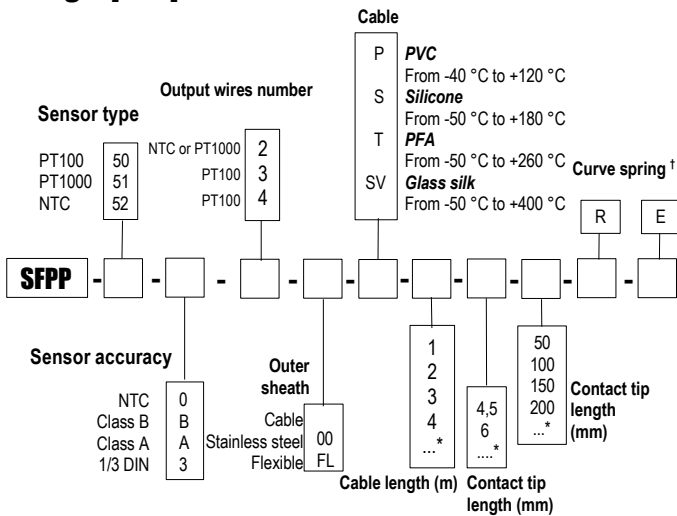 Cable
P PVC
From -40 °C to +120 °C
S Silicone
From -50 °C to +180 °C
T PFA
From -50 °C to +260 °C
SV Glass silk
From -50 °C to +400 °C
Output wires number
NTC or PT1000 2
PT100 3
PT100 4
Sensor type
PT100 50
PT1000 51
NTC 52
Curve spring †
R E
SFPP - - - - - - - - -
Sensor accuracy
NTC 0
Class B B
Class A A
1/3 DIN 3
Outer
sheath
Cable
Stainless steel 00
Flexible FL
1
2
3
4
...*
Cable length (m)
4,5
6
....*
Contact tip
length (mm)
50
100
150
200
...*
Contact tip
length
(mm)